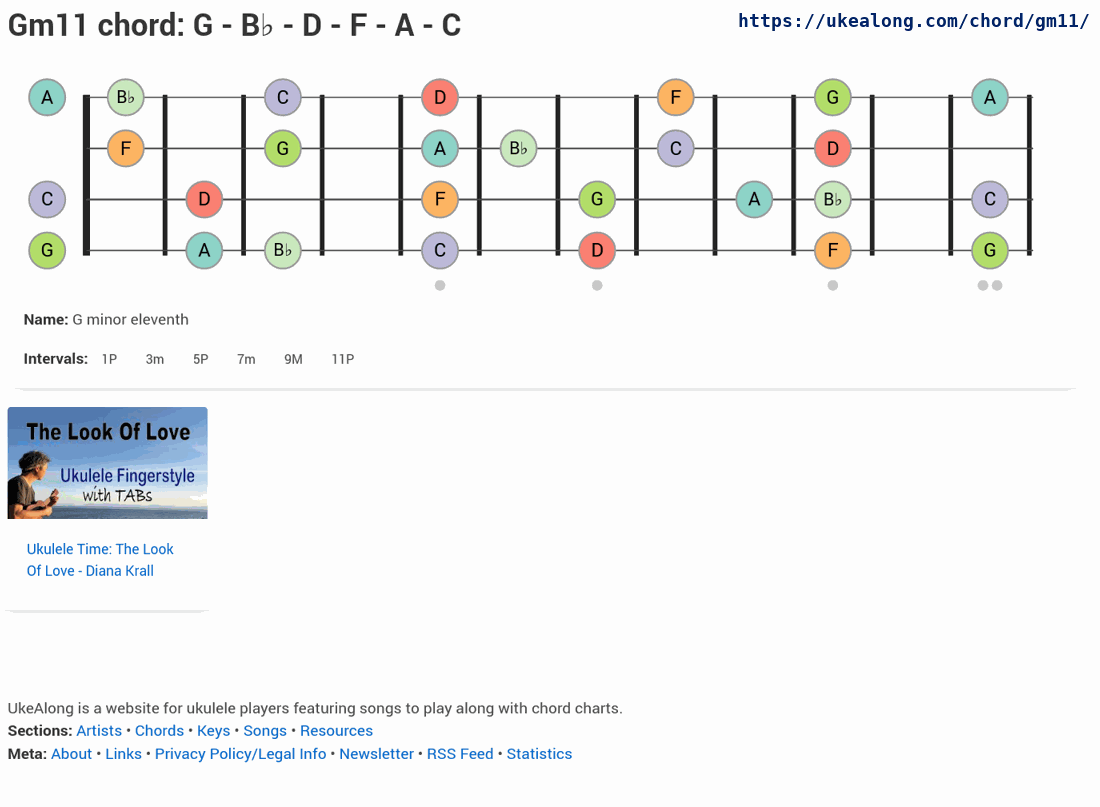 Gm11 chord: G - B♭ - D - F - A - C
https://ukealong.com/chord/gm11/
A B♭ C D F G A
F G A B♭ C D
C D F G A B♭ C
G A B♭ C D F G
Name: G minor eleventh
Intervals: 1P 3m 5P 7m 9M 11P
The Look Of Love
Ukulele Fingerstyle
with TABs
Ukulele Time: The Look
Of Love - Diana Krall
UkeAlong is a website for ukulele players featuring songs to play along with chord charts.
Sections: Artists • Chords • Keys • Songs • Resources
Meta: About • Links • Privacy Policy/Legal Info • Newsletter • RSS Feed • Statistics